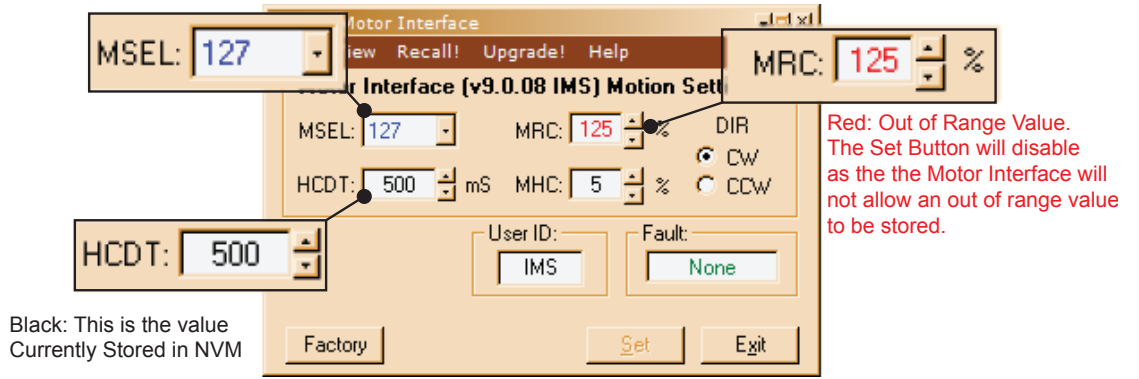 Motor Interface
MSEL: 127
iew Recall! Upgrade! Help
MRC: 125 %
r Interface (v9.0.08 IMS) Motion Sett
MSEL: 127 MRC: 125 % DIR
CW
HCDT: 500 mS MHC: 5 % CCW
Red: Out of Range Value.
The Set Button will disable
as the the Motor Interface will
not allow an out of range value
to be stored.
HCDT: 500
User ID: Fault:
IMS None
Black: This is the value
Currently Stored in NVM
Factory Set Exit